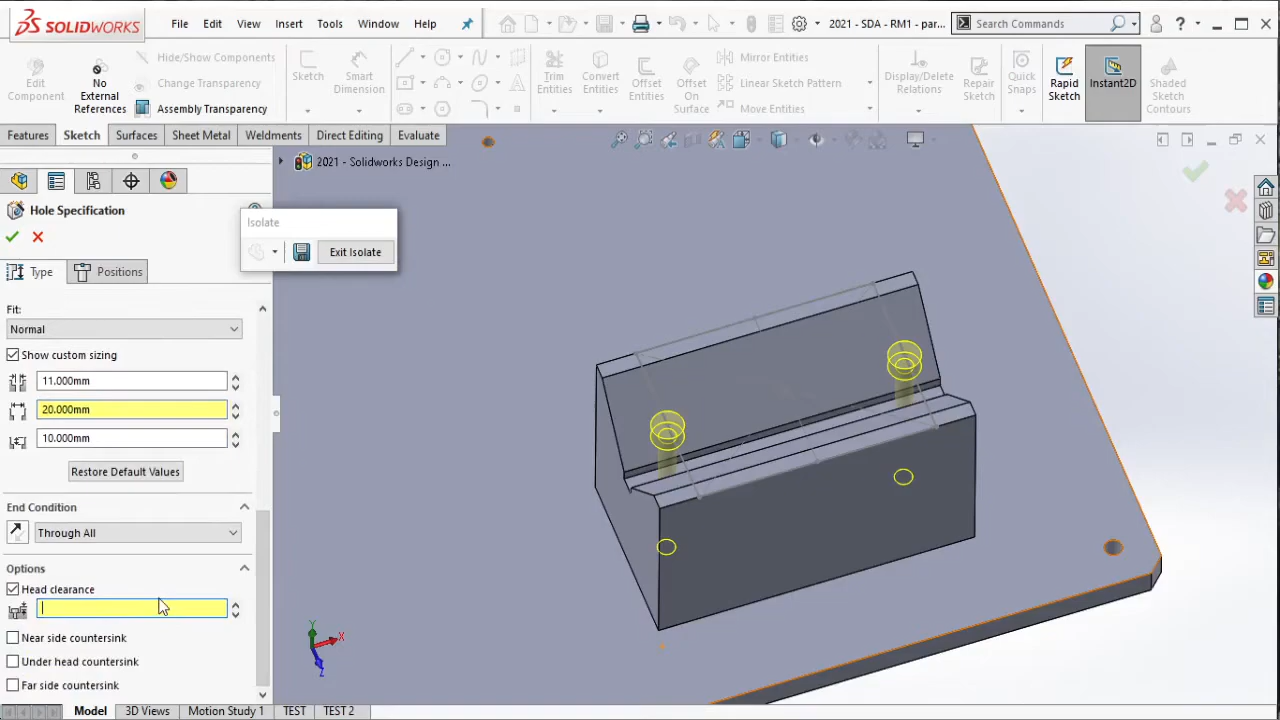 SOLIDWORKS
File Edit View Insert Tools Window Help
2021 - SDA - RM1 - par...
Search Commands
Edit Component
No External References
Hide/Show Components
Change Transparency
Assembly Transparency
Sketch
Smart Dimension
Trim Entities
Convert Entities
Offset Entities
Offset On Surface
Mirror Entities
Linear Sketch Pattern
Move Entities
Display/Delete Relations
Repair Sketch
Quick Snaps
Rapid Sketch
Instant2D
Shaded Sketch Contours
Features Sketch Surfaces Sheet Metal Weldments Direct Editing Evaluate
2021 - Solidworks Design ...
Hole Specification
Isolate
Exit Isolate
Type Positions
Fit:
Normal
Show custom sizing
11.000mm
20.000mm
10.000mm
Restore Default Values
End Condition
Through All
Options
Head clearance
Near side countersink
Under head countersink
Far side countersink
Y
X
Z
Model 3D Views Motion Study 1 TEST TEST 2